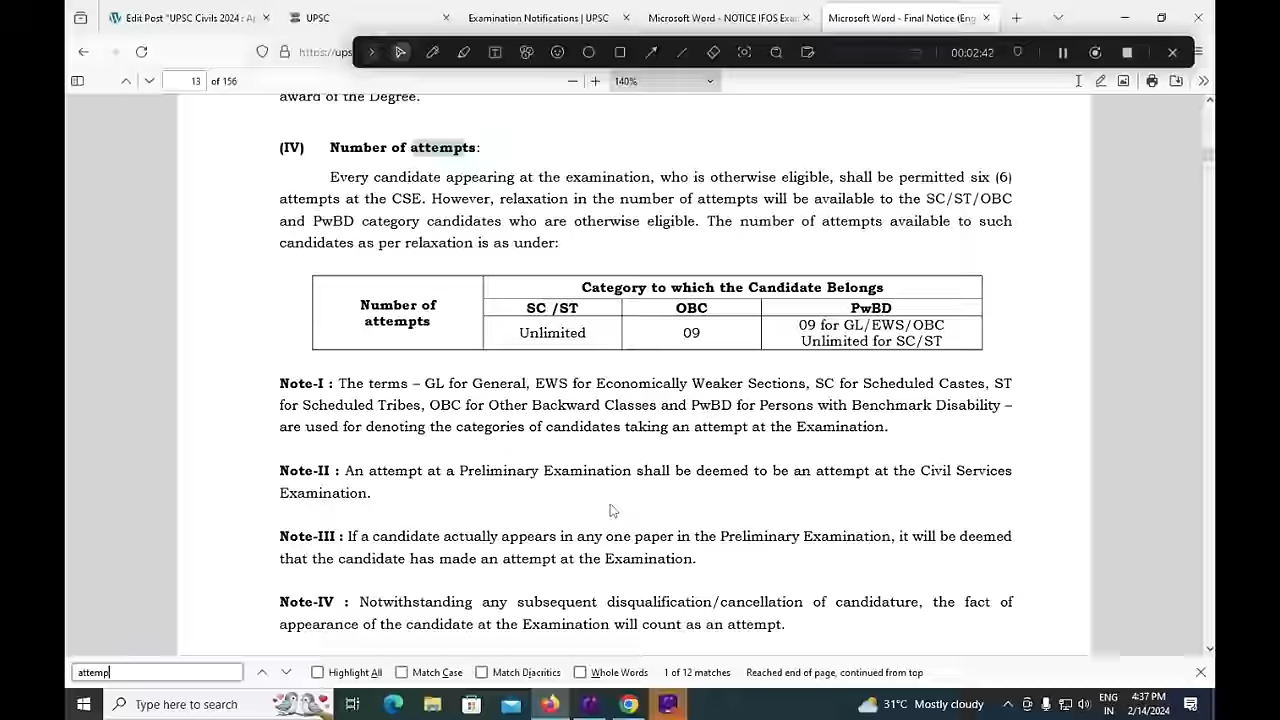 Edit Post "UPSC Civils 2024 : A
UPSC
Examination Notifications | UPSC
Microsoft Word - NOTICE IFOS Exa
Microsoft Word - Final Notice (Eng
https://ups
00:02:42
13 of 156
140%
award of the Degree.
(IV) Number of attempts:
Every candidate appearing at the examination, who is otherwise eligible, shall be permitted six (6)
attempts at the CSE. However, relaxation in the number of attempts will be available to the SC/ST/OBC
and PwBD category candidates who are otherwise eligible. The number of attempts available to such
candidates as per relaxation is as under:
Number of
attempts
Category to which the Candidate Belongs
SC /ST OBC PwBD
Unlimited 09 09 for GL/EWS/OBC
Unlimited for SC/ST
Note-I : The terms – GL for General, EWS for Economically Weaker Sections, SC for Scheduled Castes, ST
for Scheduled Tribes, OBC for Other Backward Classes and PwBD for Persons with Benchmark Disability –
are used for denoting the categories of candidates taking an attempt at the Examination.
Note-II : An attempt at a Preliminary Examination shall be deemed to be an attempt at the Civil Services
Examination.
Note-III : If a candidate actually appears in any one paper in the Preliminary Examination, it will be deemed
that the candidate has made an attempt at the Examination.
Note-IV : Notwithstanding any subsequent disqualification/cancellation of candidature, the fact of
appearance of the candidate at the Examination will count as an attempt.
attemp
Highlight All Match Case Match Diacritics Whole Words 1 of 12 matches Reached end of page, continued from top
Type here to search
31°C Mostly cloudy
ENG
IN
4:37 PM
2/14/2024